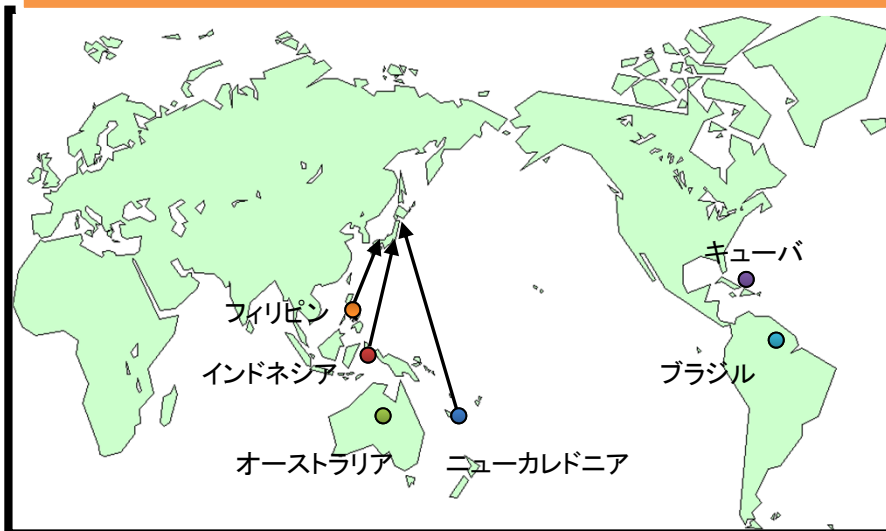 キューバ
フィリピン
インドネシア
ブラジル
オーストラリア
ニューカレドニア